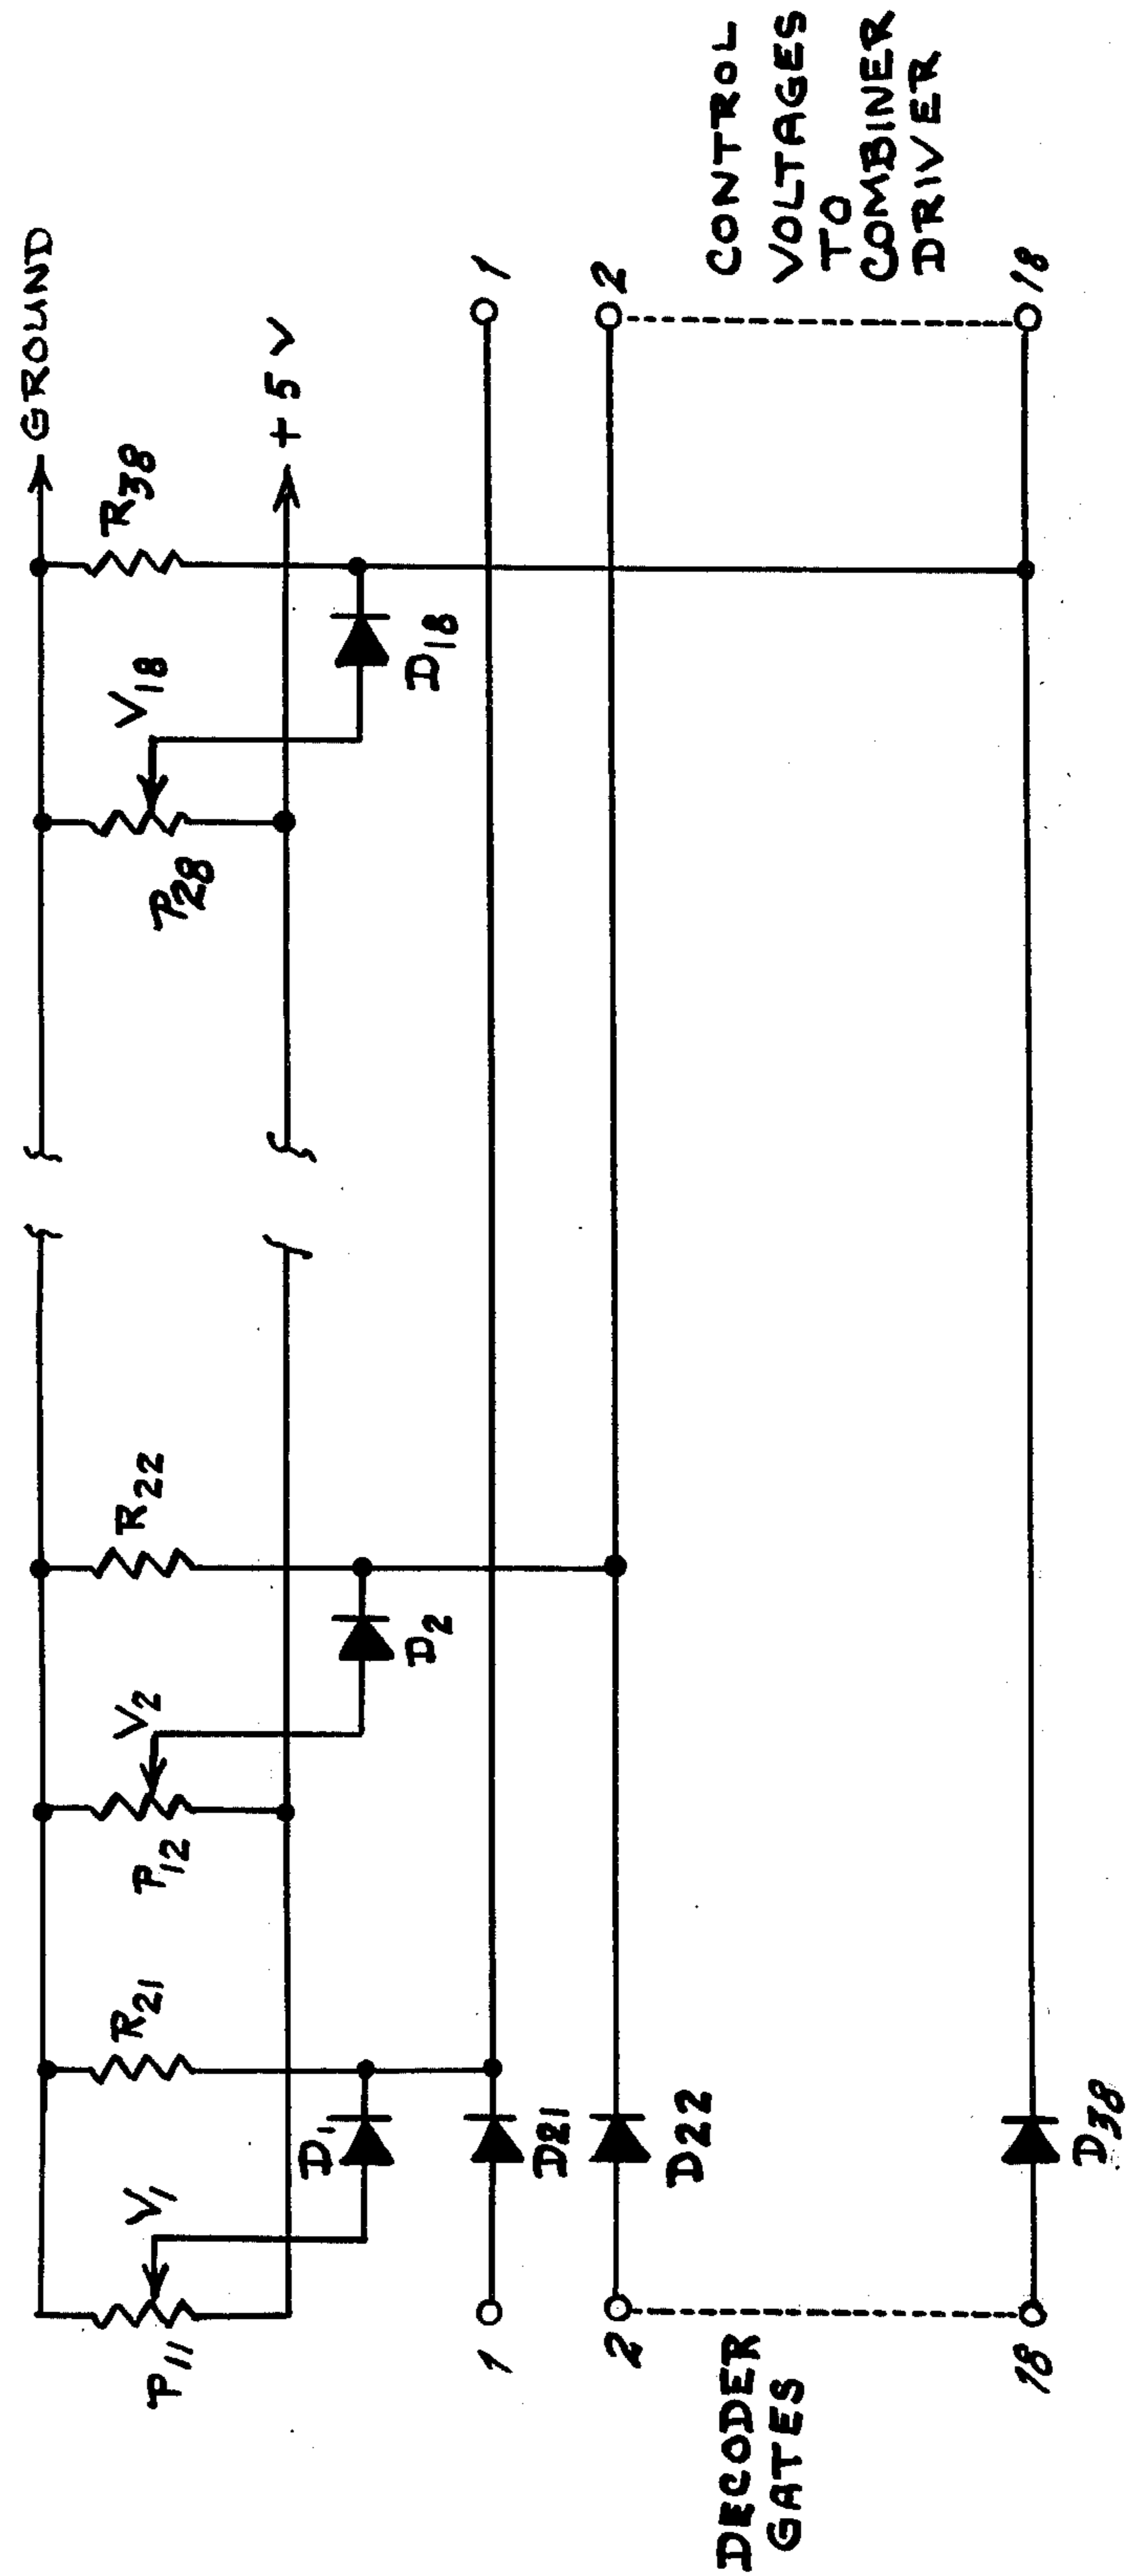 GROUND
+5V
P11
V1
R21
D1
P12
V2
R22
D2
P28
V18
R38
D18
1
D21
1
2
D22
2
18
D38
18
DECODER
GATES
CONTROL
VOLTAGES
TO
COMBINER
DRIVER